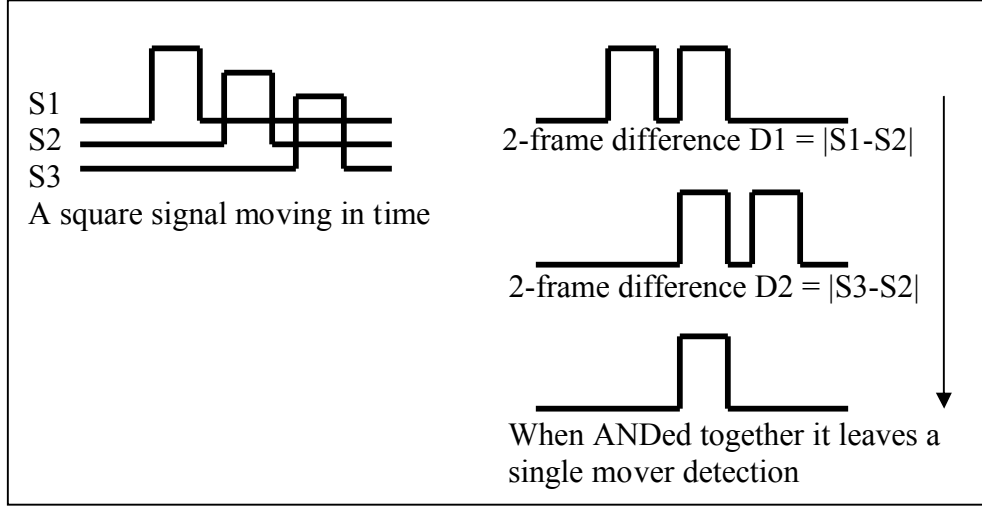 S1
S2
S3
A square signal moving in time
2-frame difference D1 = |S1-S2|
2-frame difference D2 = |S3-S2|
When ANDed together it leaves a
single mover detection